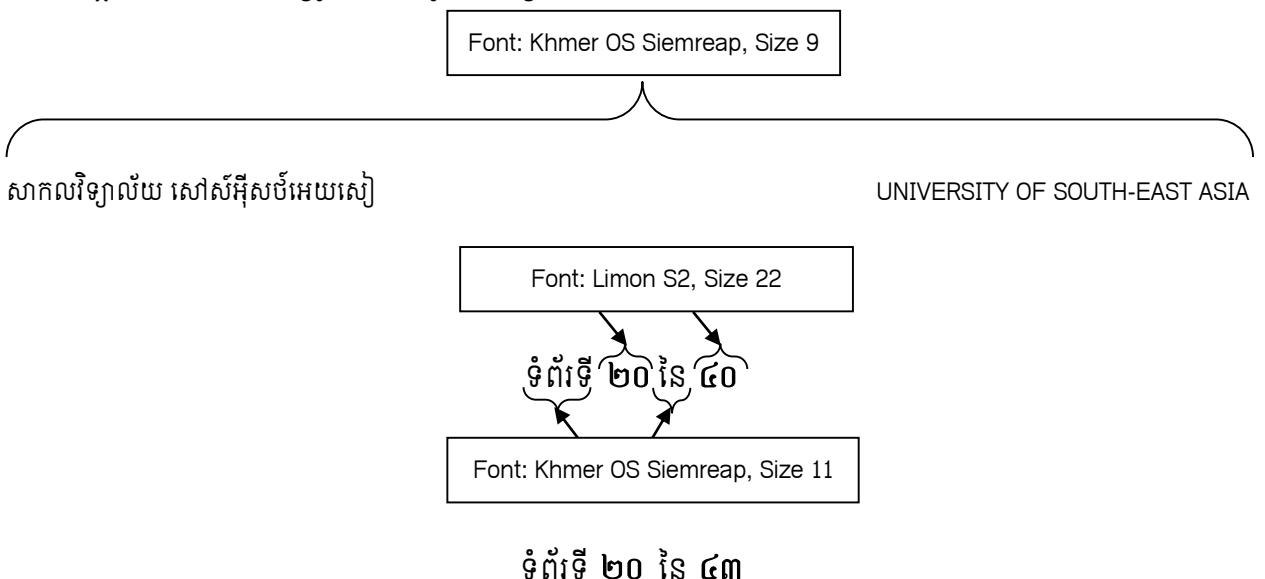 Font: Khmer OS Siemreap, Size 9
សាកលវិទ្យាល័យ សៅស៍អ៊ីសថ៍អេយសៀ UNIVERSITY OF SOUTH-EAST ASIA
Font: Limon S2, Size 22
ទំព័រទី ២០ នៃ ៤០
Font: Khmer OS Siemreap, Size 11
ទំព័រទី ២០ នៃ ៤៣